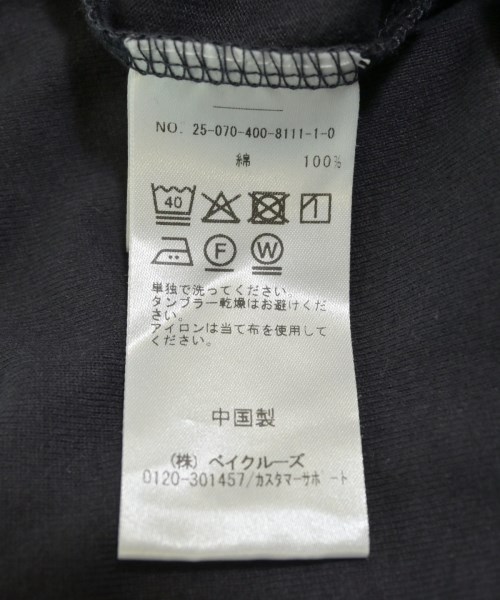 NO. 25-070-400-8111-1-0
綿 100%
40
F W
単独で洗ってください。
タンブラー乾燥はお避けくだ
さい。
アイロンは当て布を使用して
ください。
中国製
(株) ベイクルーズ
0120-301457/カスタマーサポート